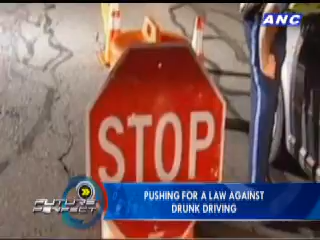 ANC
STOP
FUTURE
PERFECT
PUSHING FOR A LAW AGAINST
DRUNK DRIVING